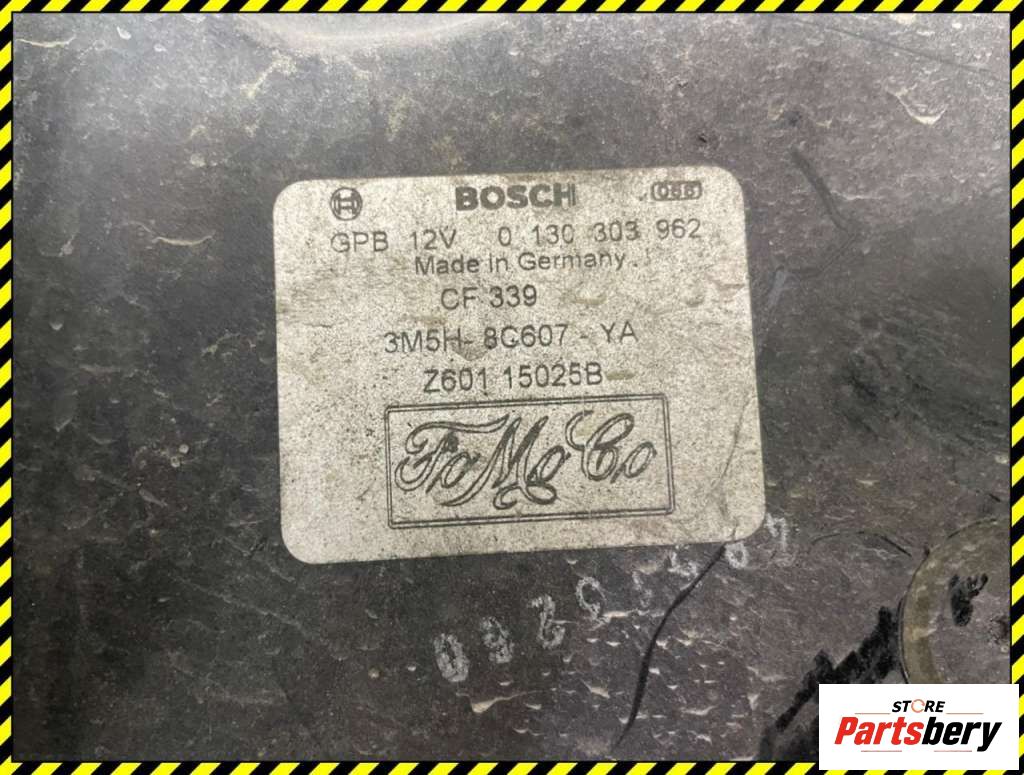 BOSCH
GPB 12V 0 130 303 962
Made in Germany
CF 339
3M5H-8C607-YA
Z601 15025B
FoMoCo
STORE
Partsbery